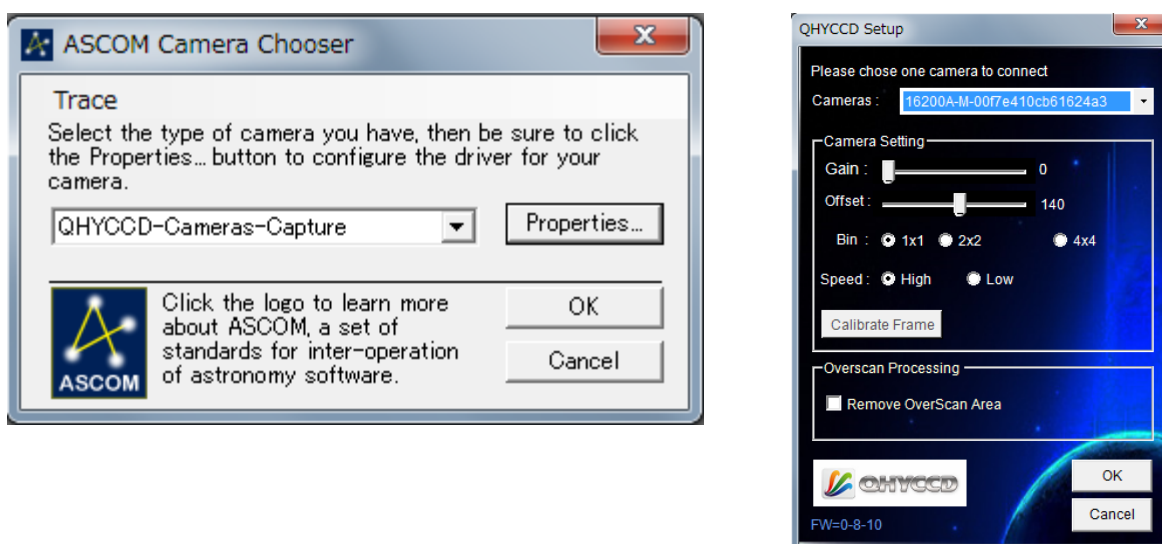 ASCOM Camera Chooser
Trace
Select the type of camera you have, then be sure to click
the Properties... button to configure the driver for your
camera.
QHYCCD-Cameras-Capture
Properties...
ASCOM
Click the logo to learn more
about ASCOM, a set of
standards for inter-operation
of astronomy software.
OK
Cancel
QHYCCD Setup
Please chose one camera to connect
Cameras : 16200A-M-00f7e410cb61624a3
Camera Setting
Gain : 0
Offset : 140
Bin : 1x1 2x2 4x4
Speed : High Low
Calibrate Frame
Overscan Processing
Remove OverScan Area
QHYCCD
OK
Cancel
FW=0-8-10